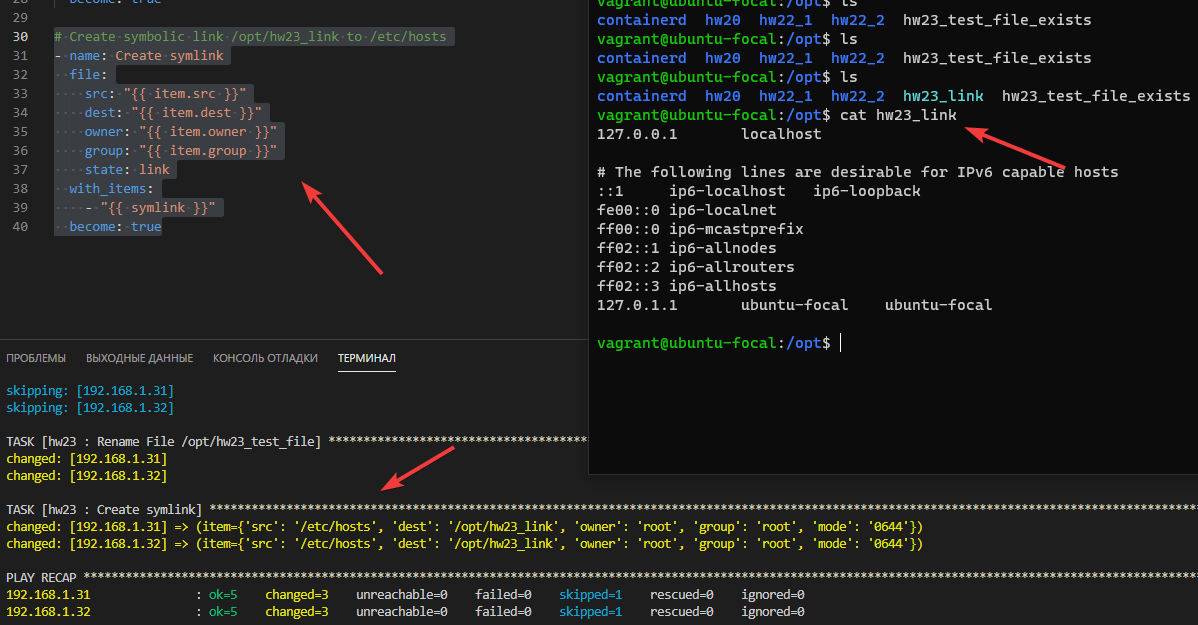 28 become: true
29
30 # Create symbolic link /opt/hw23_link to /etc/hosts
31 - name: Create symlink
32 file:
33 src: "{{ item.src }}"
34 dest: "{{ item.dest }}"
35 owner: "{{ item.owner }}"
36 group: "{{ item.group }}"
37 state: link
38 with_items:
39 - "{{ symlink }}"
40 become: true
vagrant@ubuntu-focal:/opt$ ls
containerd hw20 hw22_1 hw22_2 hw23_test_file_exists
vagrant@ubuntu-focal:/opt$ ls
containerd hw20 hw22_1 hw22_2 hw23_test_file_exists
vagrant@ubuntu-focal:/opt$ ls
containerd hw20 hw22_1 hw22_2 hw23_link hw23_test_file_exists
vagrant@ubuntu-focal:/opt$ cat hw23_link
127.0.0.1 localhost
# The following lines are desirable for IPv6 capable hosts
::1 ip6-localhost ip6-loopback
fe00::0 ip6-localnet
ff00::0 ip6-mcastprefix
ff02::1 ip6-allnodes
ff02::2 ip6-allrouters
ff02::3 ip6-allhosts
127.0.1.1 ubuntu-focal ubuntu-focal
vagrant@ubuntu-focal:/opt$
ПРОБЛЕМЫ ВЫХОДНЫЕ ДАННЫЕ КОНСОЛЬ ОТЛАДКИ ТЕРМИНАЛ
skipping: [192.168.1.31]
skipping: [192.168.1.32]
TASK [hw23 : Rename File /opt/hw23_test_file] *************************************
changed: [192.168.1.31]
changed: [192.168.1.32]
TASK [hw23 : Create symlink] *********************************************************************************************************************************************
changed: [192.168.1.31] => (item={'src': '/etc/hosts', 'dest': '/opt/hw23_link', 'owner': 'root', 'group': 'root', 'mode': '0644'})
changed: [192.168.1.32] => (item={'src': '/etc/hosts', 'dest': '/opt/hw23_link', 'owner': 'root', 'group': 'root', 'mode': '0644'})
PLAY RECAP ***************************************************************************************************************************************************************
192.168.1.31 : ok=5 changed=3 unreachable=0 failed=0 skipped=1 rescued=0 ignored=0
192.168.1.32 : ok=5 changed=3 unreachable=0 failed=0 skipped=1 rescued=0 ignored=0